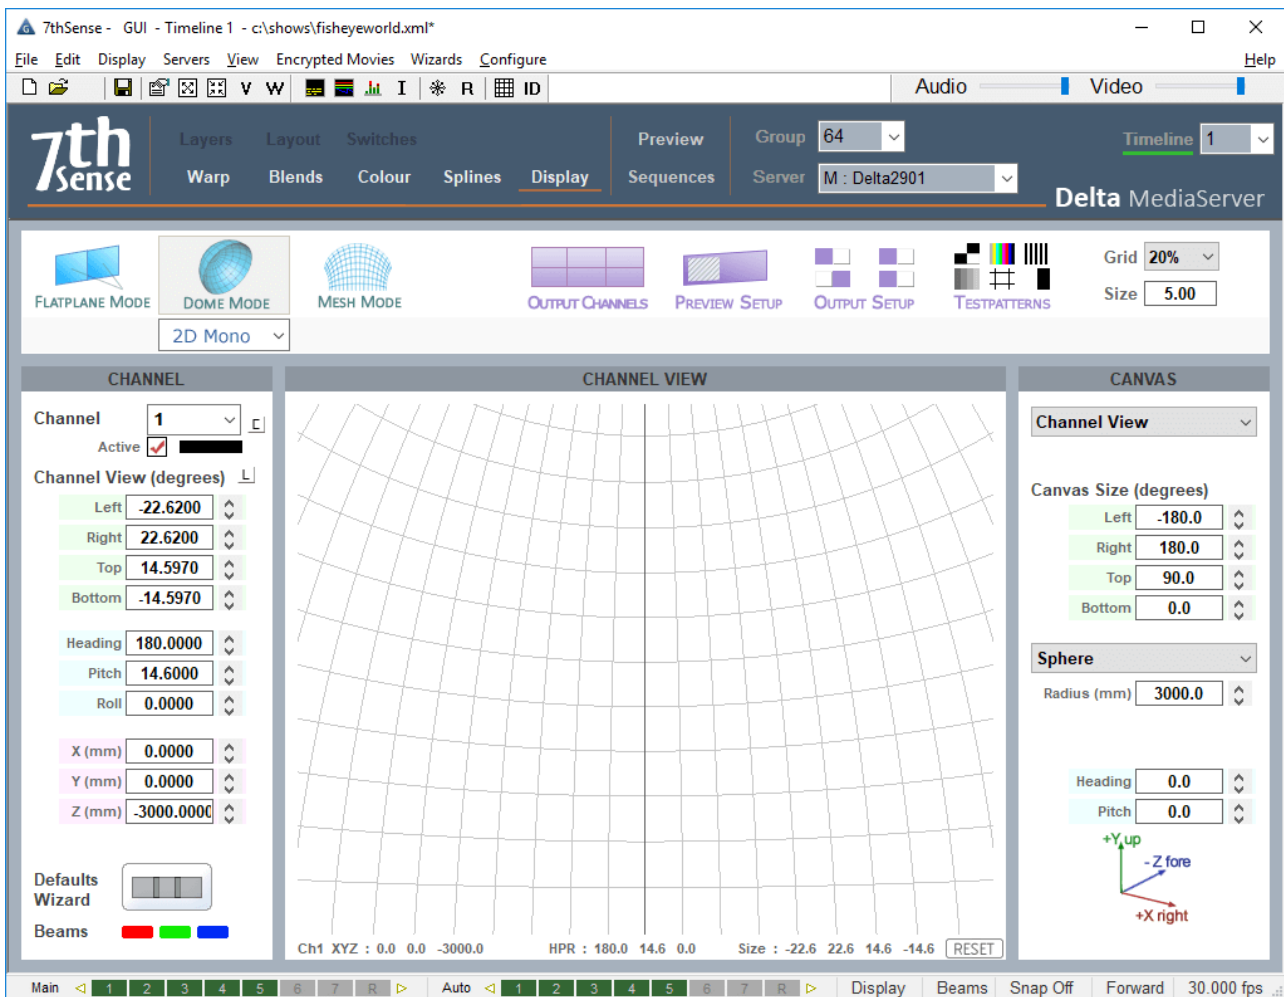 7thSense - GUI - Timeline 1 - c:\shows\fisheyeworld.xml*
File Edit Display Servers View Encrypted Movies Wizards Configure Help
V W I R ID Audio Video
7th Sense
Layers Layout Switches Preview Group 64 Timeline 1
Warp Blends Colour Splines Display Sequences Server M : Delta2901
Delta MediaServer
FLATPLANE MODE DOME MODE MESH MODE OUTPUT CHANNELS PREVIEW SETUP OUTPUT SETUP TESTPATTERNS
Grid 20%
Size 5.00
2D Mono
CHANNEL
Channel 1 C
Active
Channel View (degrees) L
Left -22.6200
Right 22.6200
Top 14.5970
Bottom -14.5970
Heading 180.0000
Pitch 14.6000
Roll 0.0000
X (mm) 0.0000
Y (mm) 0.0000
Z (mm) -3000.0000
Defaults
Wizard
Beams
CHANNEL VIEW
Ch1 XYZ : 0.0 0.0 -3000.0 HPR : 180.0 14.6 0.0 Size : -22.6 22.6 14.6 -14.6 RESET
CANVAS
Channel View
Canvas Size (degrees)
Left -180.0
Right 180.0
Top 90.0
Bottom 0.0
Sphere
Radius (mm) 3000.0
Heading 0.0
Pitch 0.0
+Y up
- Z fore
+X right
Main 1 2 3 4 5 6 7 R Auto 1 2 3 4 5 6 7 R Display Beams Snap Off Forward 30.000 fps